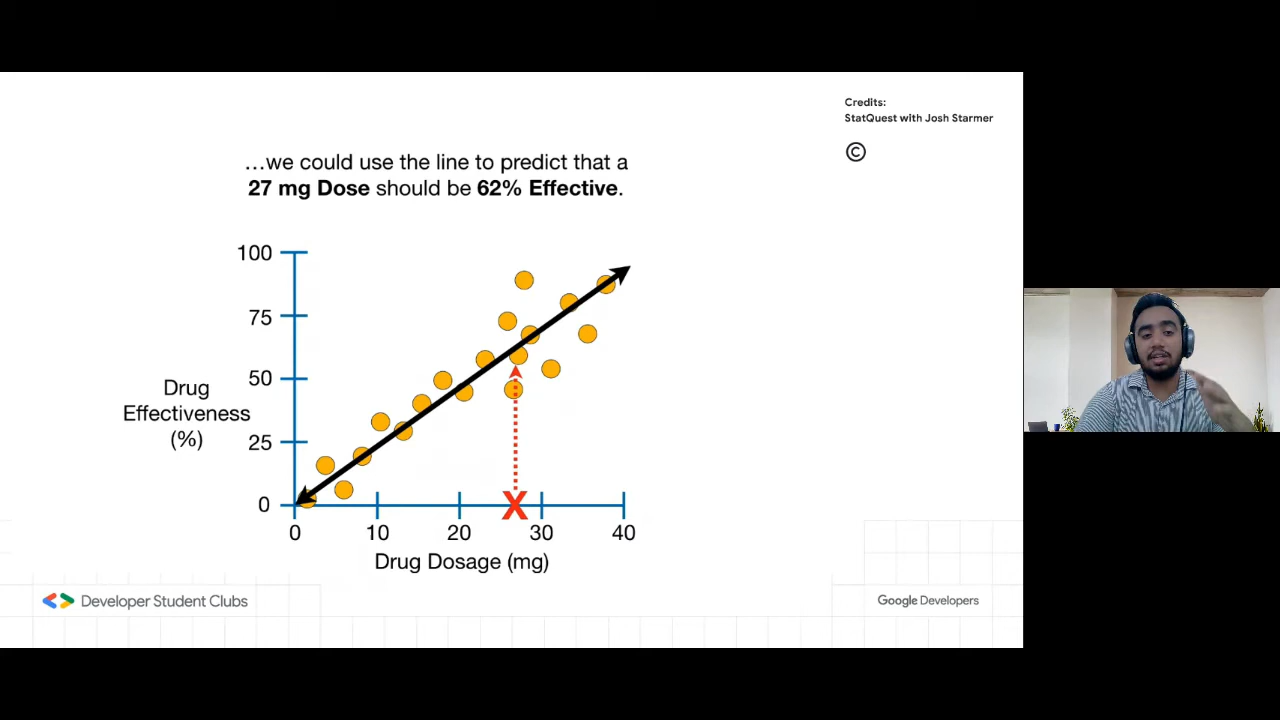 Credits:
StatQuest with Josh Starmer
©
...we could use the line to predict that a
27 mg Dose should be 62% Effective.
100
75
50
25
0
Drug
Effectiveness
(%)
X
0 10 20 30 40
Drug Dosage (mg)
Developer Student Clubs
Google Developers